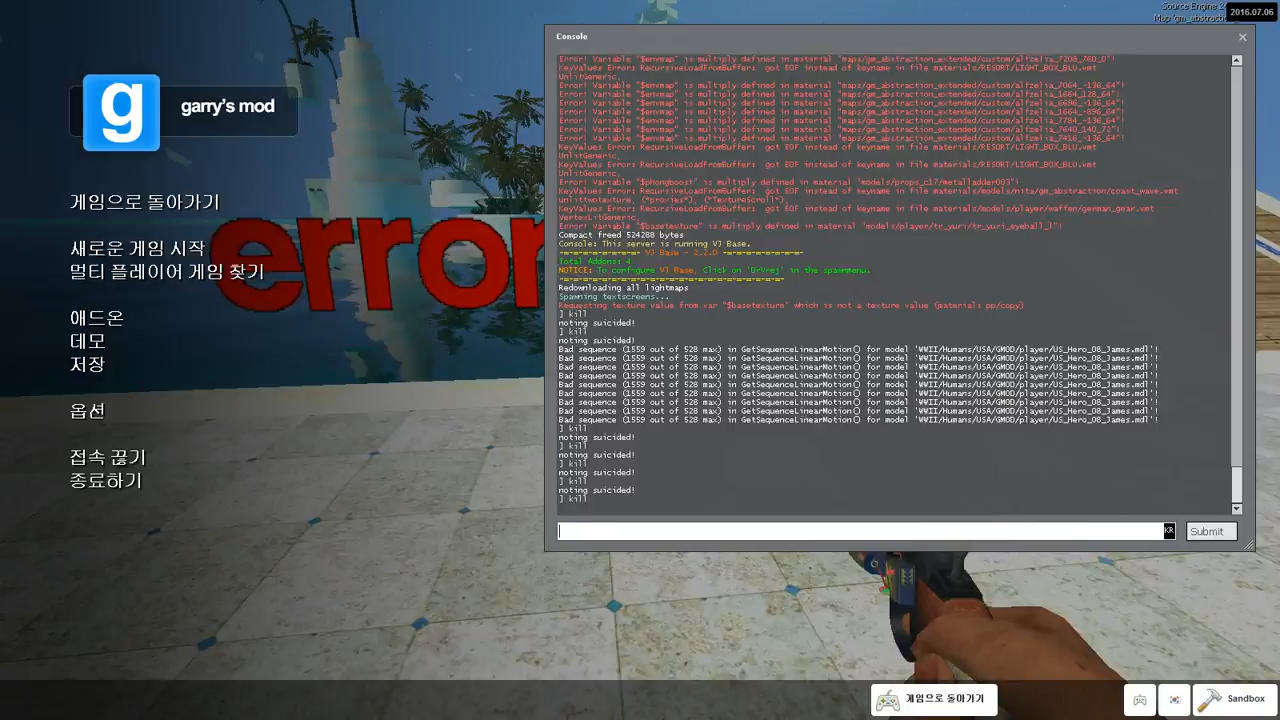 Source Engine 2
2016.07.06
Map 'gm_abstracti
Console
g
garry's mod
게임으로 돌아가기
새로운 게임 시작
멀티 플레이어 게임 찾기
애드온
데모
저장
옵션
접속 끊기
종료하기
error
Error! Variable "$envmap" is multiply defined in material "maps/gm_abstraction_extended/custom/alfzelia_7208_760_0"!
KeyValues Error: RecursiveLoadFromBuffer:  got EOF instead of keyname in file materials/RESORT/LIGHT_BOX_BLU.vmt
UnlitGeneric,
Error! Variable "$envmap" is multiply defined in material "maps/gm_abstraction_extended/custom/alfzelia_7064_-136_64"!
Error! Variable "$envmap" is multiply defined in material "maps/gm_abstraction_extended/custom/alfzelia_1664_128_64"!
Error! Variable "$envmap" is multiply defined in material "maps/gm_abstraction_extended/custom/alfzelia_6696_-136_64"!
Error! Variable "$envmap" is multiply defined in material "maps/gm_abstraction_extended/custom/alfzelia_1664_-896_64"!
Error! Variable "$envmap" is multiply defined in material "maps/gm_abstraction_extended/custom/alfzelia_7784_-136_64"!
Error! Variable "$envmap" is multiply defined in material "maps/gm_abstraction_extended/custom/alfzelia_7640_140_72"!
Error! Variable "$envmap" is multiply defined in material "maps/gm_abstraction_extended/custom/alfzelia_7416_-136_64"!
KeyValues Error: RecursiveLoadFromBuffer:  got EOF instead of keyname in file materials/RESORT/LIGHT_BOX_BLU.vmt
UnlitGeneric,
KeyValues Error: RecursiveLoadFromBuffer:  got EOF instead of keyname in file materials/RESORT/LIGHT_BOX_BLU.vmt
UnlitGeneric,
Error! Variable "$phongboost" is multiply defined in material "models/props_c17/metalladder003"!
KeyValues Error: RecursiveLoadFromBuffer:  got EOF instead of keyname in file materials/models/nita/gm_abstraction/coast_wave.vmt
unlittwotexture, (*proxies*), (*TextureScroll*),
KeyValues Error: RecursiveLoadFromBuffer:  got EOF instead of keyname in file materials/models/player/waffen/german_gear.vmt
VertexLitGeneric,
Error! Variable "$basetexture" is multiply defined in material "models/player/tr_yuri/tr_yuri_eyeball_l"!
Compact freed 524288 bytes
Console: This server is running VJ Base.
-=-=-=-=-=-=-=-=- VJ Base - 2.2.0 -=-=-=-=-=-=-=-=-
Total Addons: 4
NOTICE: To configure VJ Base, Click on 'DrVrej' in the spawnmenu.
Redownloading all lightmaps
Spawning textscreens...
Requesting texture value from var "$basetexture" which is not a texture value (material: pp/copy)
] kill
noting suicided!
] kill
noting suicided!
Bad sequence (1559 out of 528 max) in GetSequenceLinearMotion() for model 'WWII/Humans/USA/GMOD/player/US_Hero_08_James.mdl'!
Bad sequence (1559 out of 528 max) in GetSequenceLinearMotion() for model 'WWII/Humans/USA/GMOD/player/US_Hero_08_James.mdl'!
Bad sequence (1559 out of 528 max) in GetSequenceLinearMotion() for model 'WWII/Humans/USA/GMOD/player/US_Hero_08_James.mdl'!
Bad sequence (1559 out of 528 max) in GetSequenceLinearMotion() for model 'WWII/Humans/USA/GMOD/player/US_Hero_08_James.mdl'!
Bad sequence (1559 out of 528 max) in GetSequenceLinearMotion() for model 'WWII/Humans/USA/GMOD/player/US_Hero_08_James.mdl'!
Bad sequence (1559 out of 528 max) in GetSequenceLinearMotion() for model 'WWII/Humans/USA/GMOD/player/US_Hero_08_James.mdl'!
Bad sequence (1559 out of 528 max) in GetSequenceLinearMotion() for model 'WWII/Humans/USA/GMOD/player/US_Hero_08_James.mdl'!
Bad sequence (1559 out of 528 max) in GetSequenceLinearMotion() for model 'WWII/Humans/USA/GMOD/player/US_Hero_08_James.mdl'!
Bad sequence (1559 out of 528 max) in GetSequenceLinearMotion() for model 'WWII/Humans/USA/GMOD/player/US_Hero_08_James.mdl'!
] kill
noting suicided!
] kill
noting suicided!
] kill
noting suicided!
] kill
noting suicided!
] kill
KR
Submit
게임으로 돌아가기
Sandbox